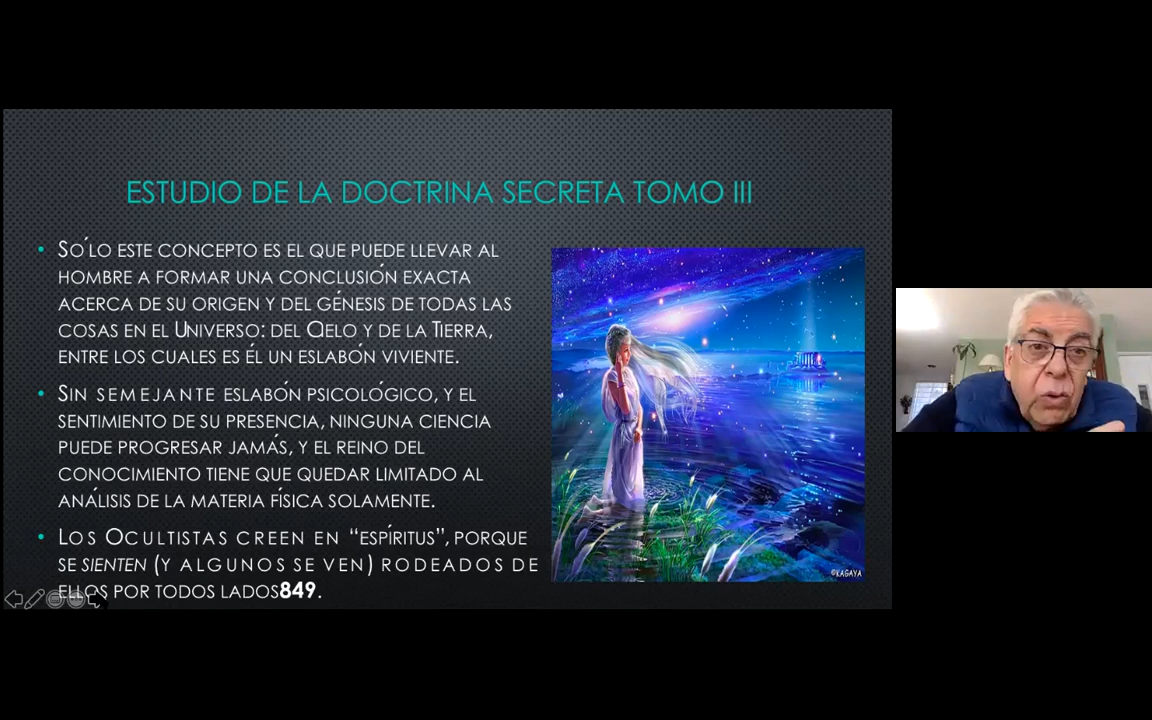 ESTUDIO DE LA DOCTRINA SECRETA TOMO III
• SÓLO ESTE CONCEPTO ES EL QUE PUEDE LLEVAR AL
HOMBRE A FORMAR UNA CONCLUSIÓN EXACTA
ACERCA DE SU ORIGEN Y DEL GÉNESIS DE TODAS LAS
COSAS EN EL UNIVERSO: DEL CIELO Y DE LA TIERRA,
ENTRE LOS CUALES ES ÉL UN ESLABÓN VIVIENTE.
• SIN SEMEJANTE ESLABÓN PSICOLÓGICO, Y EL
SENTIMIENTO DE SU PRESENCIA, NINGUNA CIENCIA
PUEDE PROGRESAR JAMÁS, Y EL REINO DEL
CONOCIMIENTO TIENE QUE QUEDAR LIMITADO AL
ANÁLISIS DE LA MATERIA FÍSICA SOLAMENTE.
• LOS OCULTISTAS CREEN EN “ESPÍRITUS”, PORQUE
SE SIENTEN (Y ALGUNOS SE VEN) RODEADOS DE
ELLOS POR TODOS LADOS849.
©KAGAYA